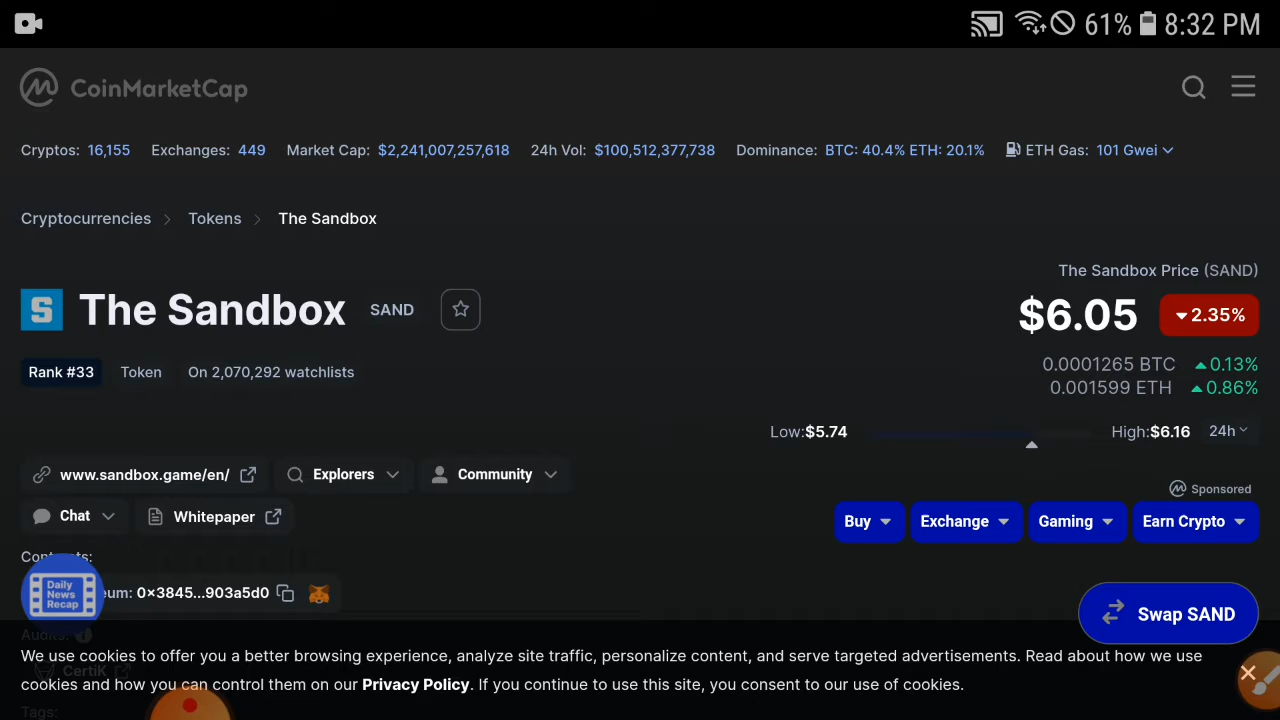 61% 8:32 PM
CoinMarketCap
Cryptos: 16,155 Exchanges: 449 Market Cap: $2,241,007,257,618 24h Vol: $100,512,377,738 Dominance: BTC: 40.4% ETH: 20.1% ETH Gas: 101 Gwei
Cryptocurrencies Tokens The Sandbox
The Sandbox Price (SAND)
S The Sandbox SAND $6.05 2.35%
Rank #33 Token On 2,070,292 watchlists 0.0001265 BTC 0.13%
0.001599 ETH 0.86%
Low:$5.74 High:$6.16 24h
www.sandbox.game/en/ Explorers Community
Sponsored
Chat Whitepaper Buy Exchange Gaming Earn Crypto
Daily
News
Recap
eum: 0x3845...903a5d0
Swap SAND
Audits:
We use cookies to offer you a better browsing experience, analyze site traffic, personalize content, and serve targeted advertisements. Read about how we use
cookies and how you can control them on our Privacy Policy. If you continue to use this site, you consent to our use of cookies.
CertiK
Tags: